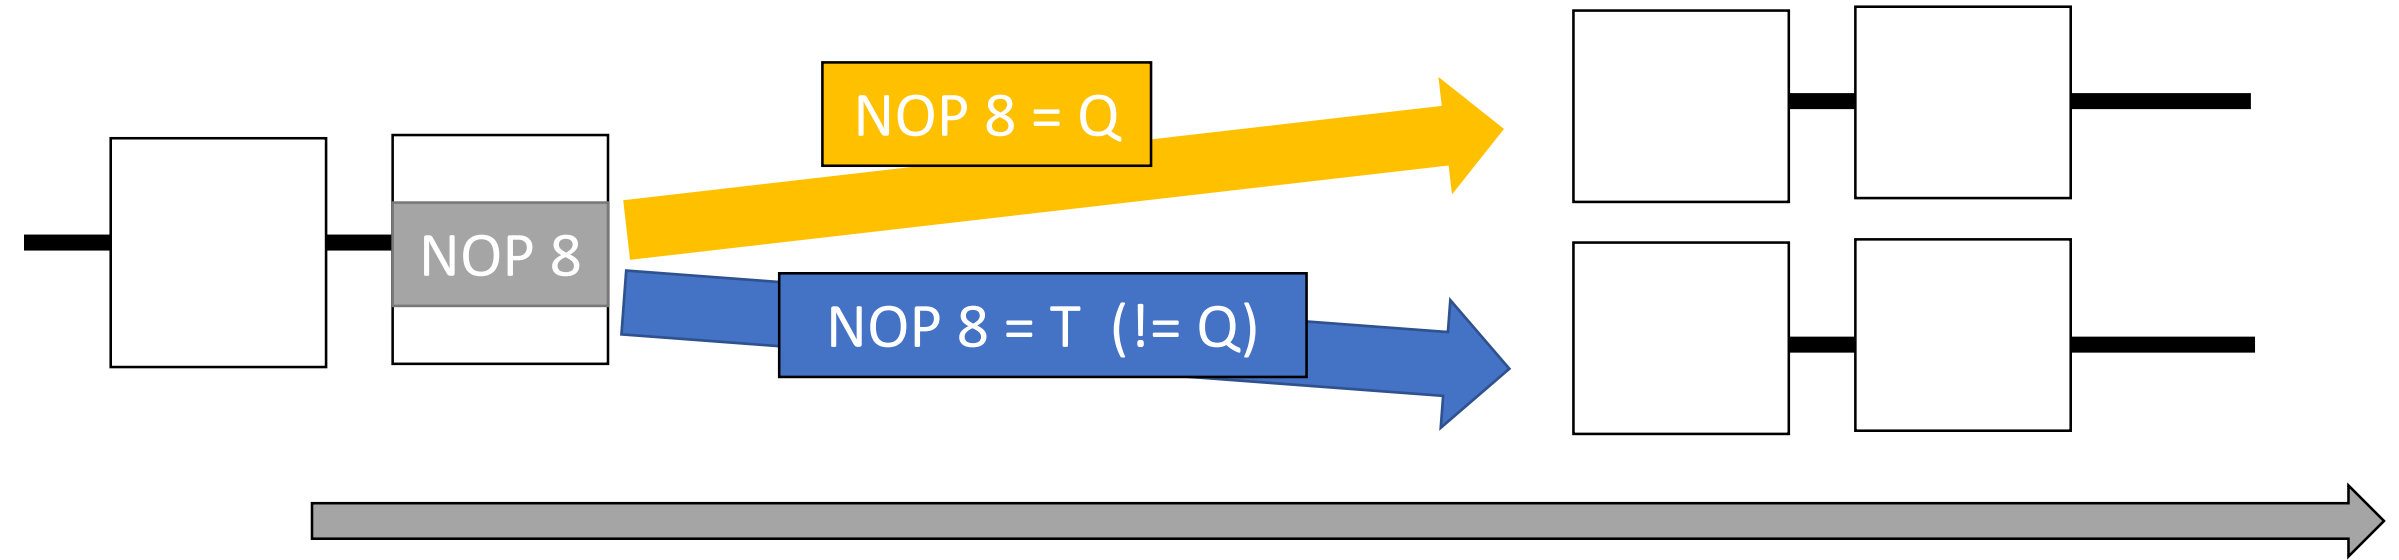 NOP 8 = Q
NOP 8
NOP 8 = T (!= Q)